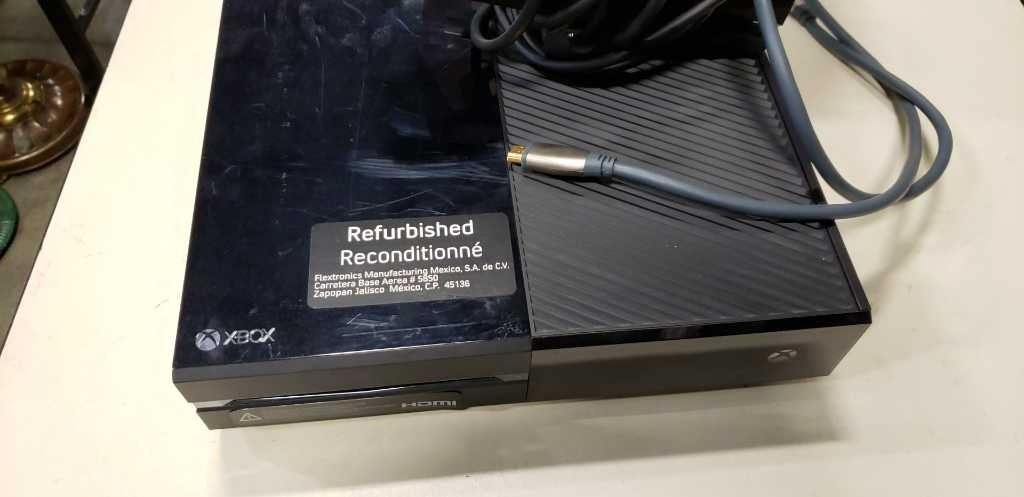 Refurbished
Reconditionné
Flextronics Manufacturing Mexico, S.A. de C.V.
Carretera Base Aerea # 5850
Zapopan Jalisco México, C.P. 45136
XBOX
HDMI